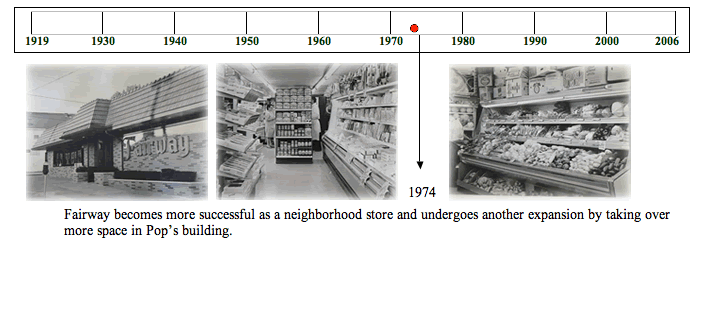 1919 1930 1940 1950 1960 1970 1980 1990 2000 2006
Fairway
1974
Fairway becomes more successful as a neighborhood store and undergoes another expansion by taking over
more space in Pop’s building.